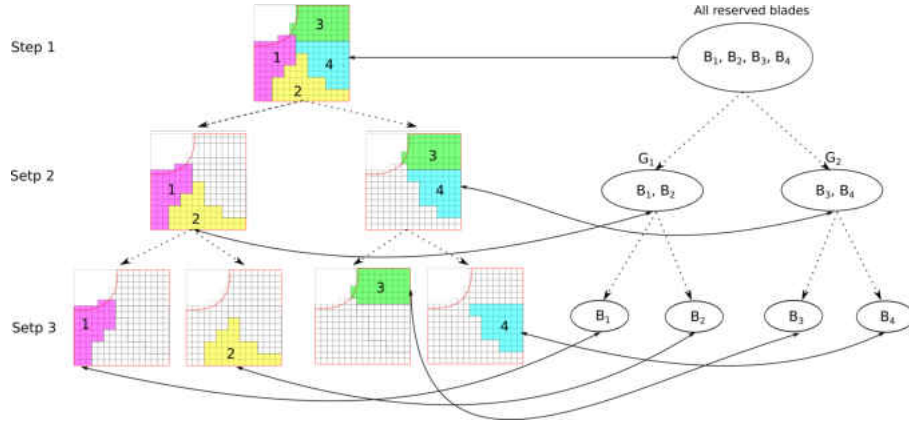 All reserved blades
Step 1
3
1
4
2
B1, B2, B3, B4
G1
G2
Setp 2
3
1
4
2
B1, B2
B3, B4
Setp 3
3
1
4
2
B1
B2
B3
B4